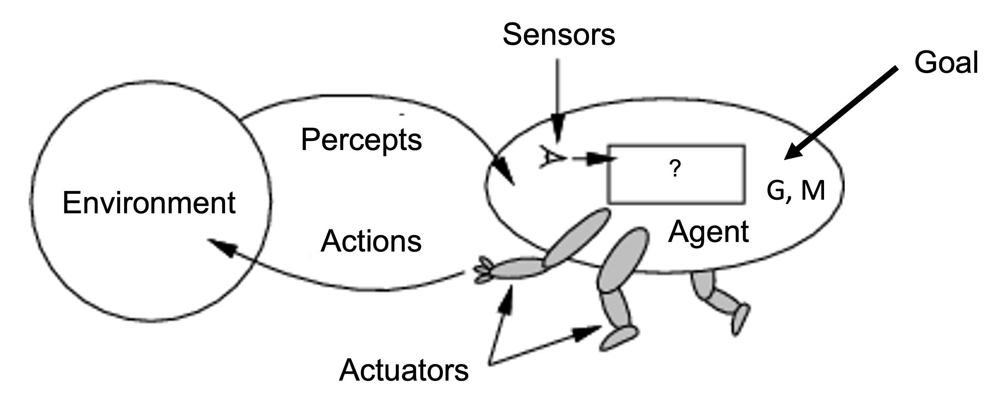 Sensors
Goal
Percepts
?
Environment
G, M
Actions
Agent
Actuators